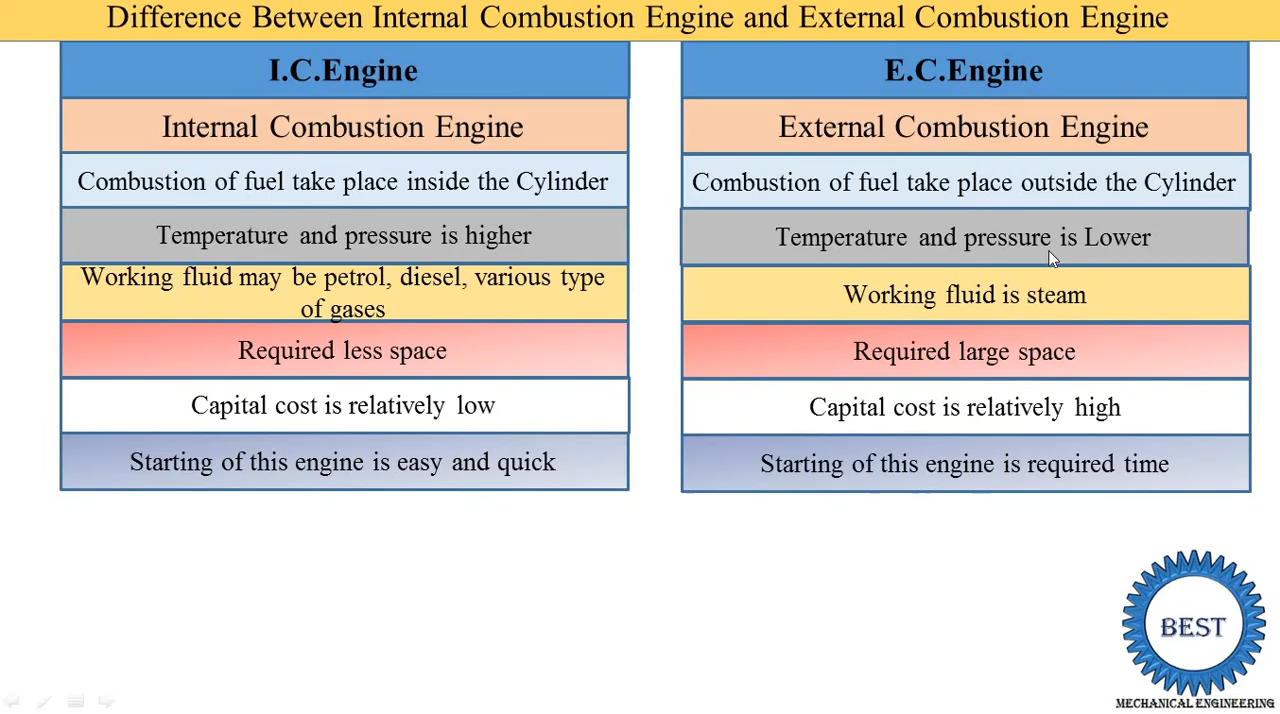 Difference Between Internal Combustion Engine and External Combustion Engine
I.C.Engine
Internal Combustion Engine
Combustion of fuel take place inside the Cylinder
Temperature and pressure is higher
Working fluid may be petrol, diesel, various type
of gases
Required less space
Capital cost is relatively low
Starting of this engine is easy and quick
E.C.Engine
External Combustion Engine
Combustion of fuel take place outside the Cylinder
Temperature and pressure is Lower
Working fluid is steam
Required large space
Capital cost is relatively high
Starting of this engine is required time
BEST
MECHANICAL ENGINEERING